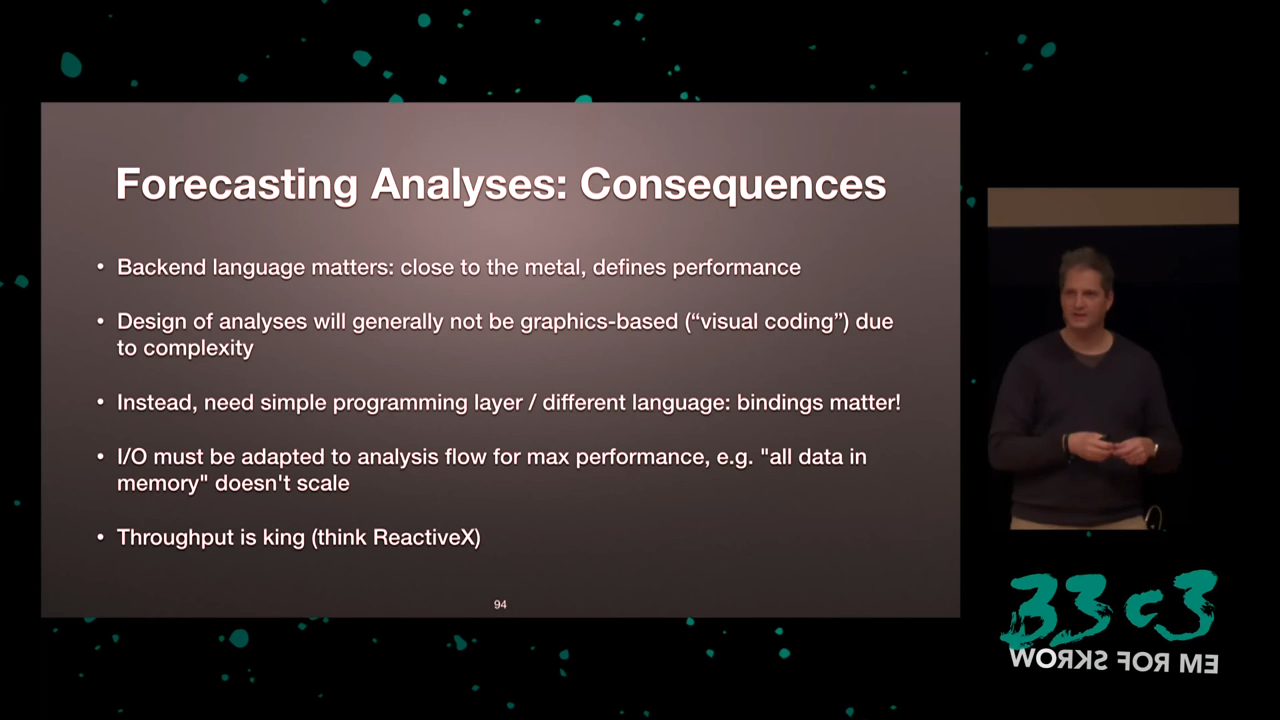 Forecasting Analyses: Consequences
• Backend language matters: close to the metal, defines performance
• Design of analyses will generally not be graphics-based (“visual coding”) due
to complexity
• Instead, need simple programming layer / different language: bindings matter!
• I/O must be adapted to analysis flow for max performance, e.g. "all data in
memory" doesn't scale
• Throughput is king (think ReactiveX)
94
33c3
WORKS FOR ME